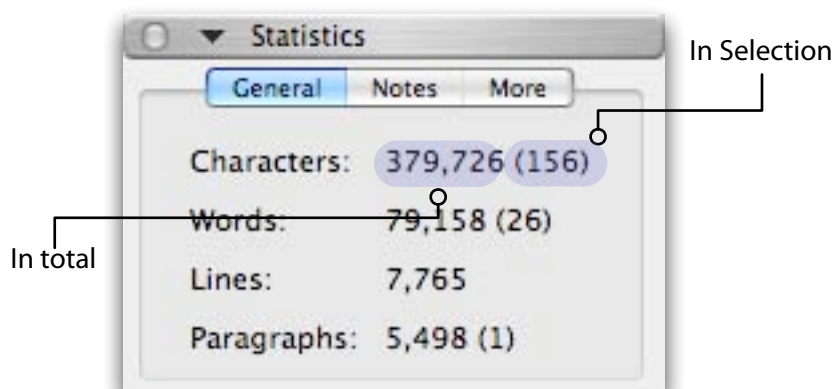 Statistics
In Selection
General Notes More
Characters: 379,726 (156)
Words: 79,158 (26)
In total
Lines: 7,765
Paragraphs: 5,498 (1)